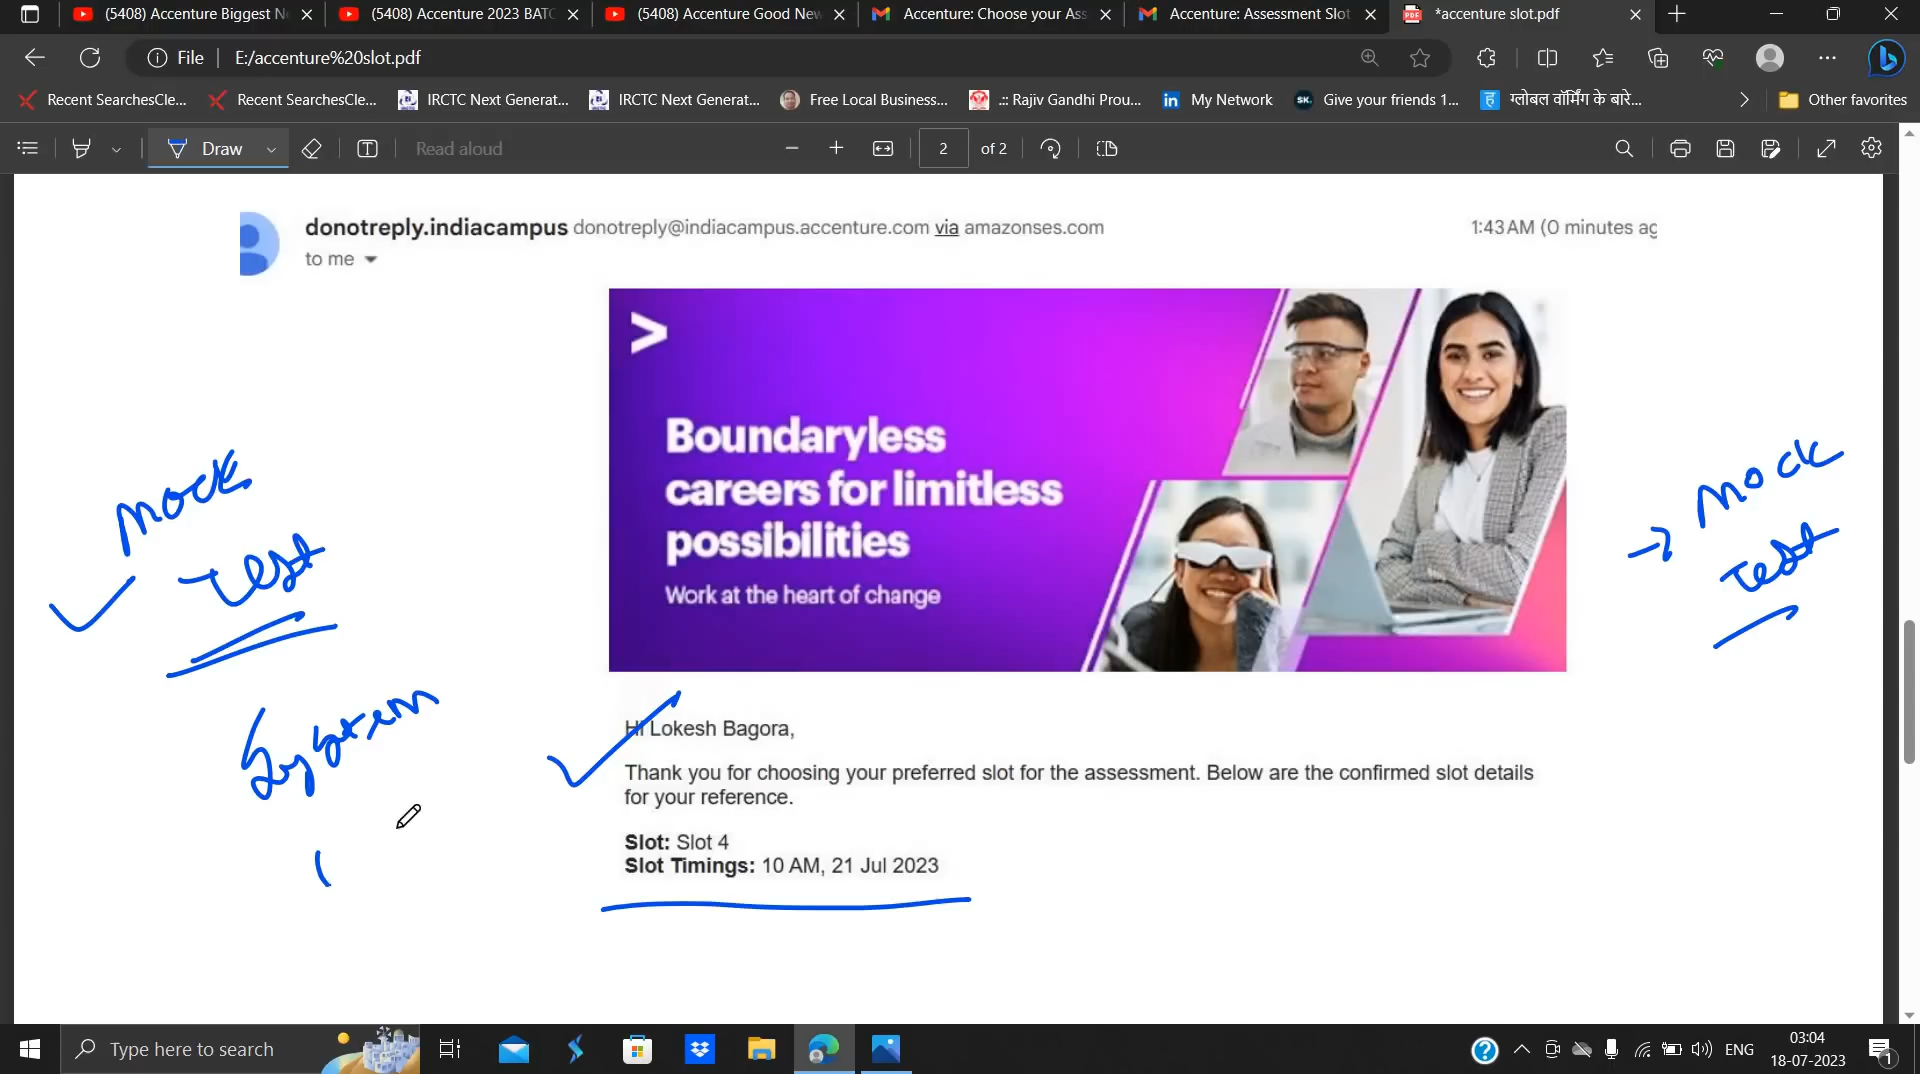 (5408) Accenture Biggest N
(5408) Accenture 2023 BATC
(5408) Accenture Good New
Accenture: Choose your Ass
Accenture: Assessment Slot
*accenture slot.pdf
File
E:/accenture%20slot.pdf
Recent SearchesCle...
Recent SearchesCle...
IRCTC Next Generat...
IRCTC Next Generat...
Free Local Business...
.:: Rajiv Gandhi Prou...
My Network
Give your friends 1...
ग्लोबल वॉर्मिंग के बारे...
Other favorites
Draw
Read aloud
2 of 2
donotreply.indiacampus donotreply@indiacampus.accenture.com via amazonses.com
1:43 AM (0 minutes ag
to me
Boundaryless
careers for limitless
possibilities
Work at the heart of change
Mock
Test
System
Mock
Test
Hi Lokesh Bagora,
Thank you for choosing your preferred slot for the assessment. Below are the confirmed slot details
for your reference.
Slot: Slot 4
Slot Timings: 10 AM, 21 Jul 2023
Type here to search
ENG
03:04
18-07-2023
1